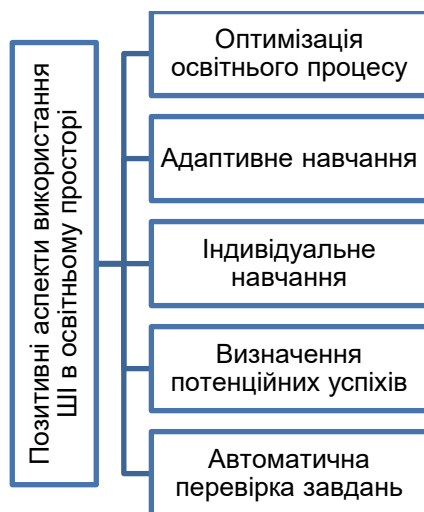 Позитивні аспекти використання
ШІ в освітньому просторі
Оптимізація
освітнього процесу
Адаптивне навчання
Індивідуальне
навчання
Визначення
потенційних успіхів
Автоматична
перевірка завдань